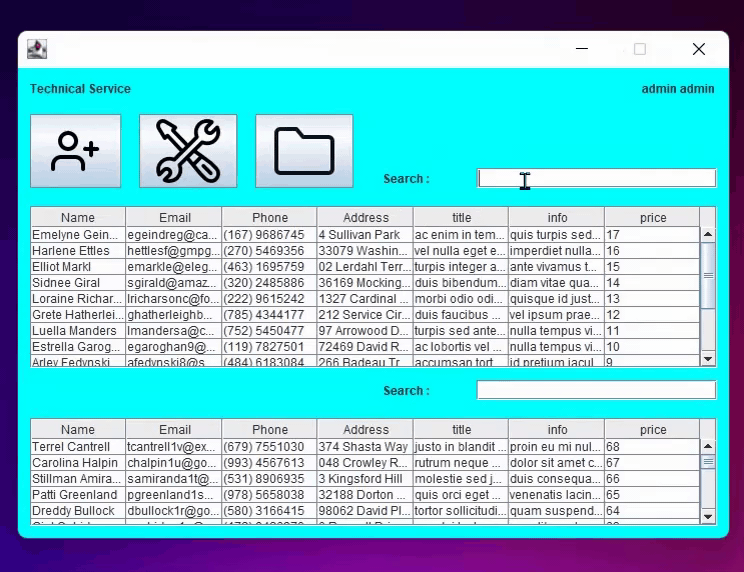 Technical Service admin admin
Search :
Name Email Phone Address title info price
Emelyne Gein... egeindreg@ca... (167) 9686745 4 Sullivan Park ac enim in tem... quis turpis sed... 17
Harlene Ettles hettlesf@gmpg... (270) 5469356 33079 Washin... vel nulla eget e... imperdiet nulla... 16
Elliot Markl emarkle@eleg... (463) 1695759 02 Lerdahl Terr... turpis integer a... ante vivamus t... 15
Sidnee Giral sgirald@amaz... (320) 2485886 36169 Mocking... duis bibendum... diam vitae qua... 14
Loraine Richar... lricharsonc@fo... (222) 9615242 1327 Cardinal ... morbi odio odi... quisque id just... 13
Grete Hatherlei... ghatherleighb... (785) 4344177 212 Service Cir... duis faucibus ... vel ipsum prae... 12
Luella Manders lmandersa@c... (752) 5450477 97 Arrowood D... turpis sed ante... nulla tempus vi... 11
Estrella Garog... egaroghan9@... (119) 7827501 72469 David R... ac lobortis vel ... nulla tempus vi... 10
Arley Fedynski afedynski8@s... (484) 6183084 266 Badeau Tr... accumsan tort... id pretium iacul... 9
Search :
Name Email Phone Address title info price
Terrel Cantrell tcantrell1v@ex... (679) 7551030 374 Shasta Way justo in blandit ... proin eu mi nul... 68
Carolina Halpin chalpin1u@go... (993) 4567613 048 Crowley R... rutrum neque ... dolor sit amet c... 67
Stillman Amira... samiranda1t@... (531) 8906935 3 Kingsford Hill molestie sed j... duis consequa... 66
Patti Greenland pgreenland1s... (978) 5658038 32188 Dorton ... quis orci eget ... venenatis lacin... 65
Dreddy Bullock dbullock1r@go... (580) 3166415 98062 David Pl... tortor sollicitudi... quam suspend... 64